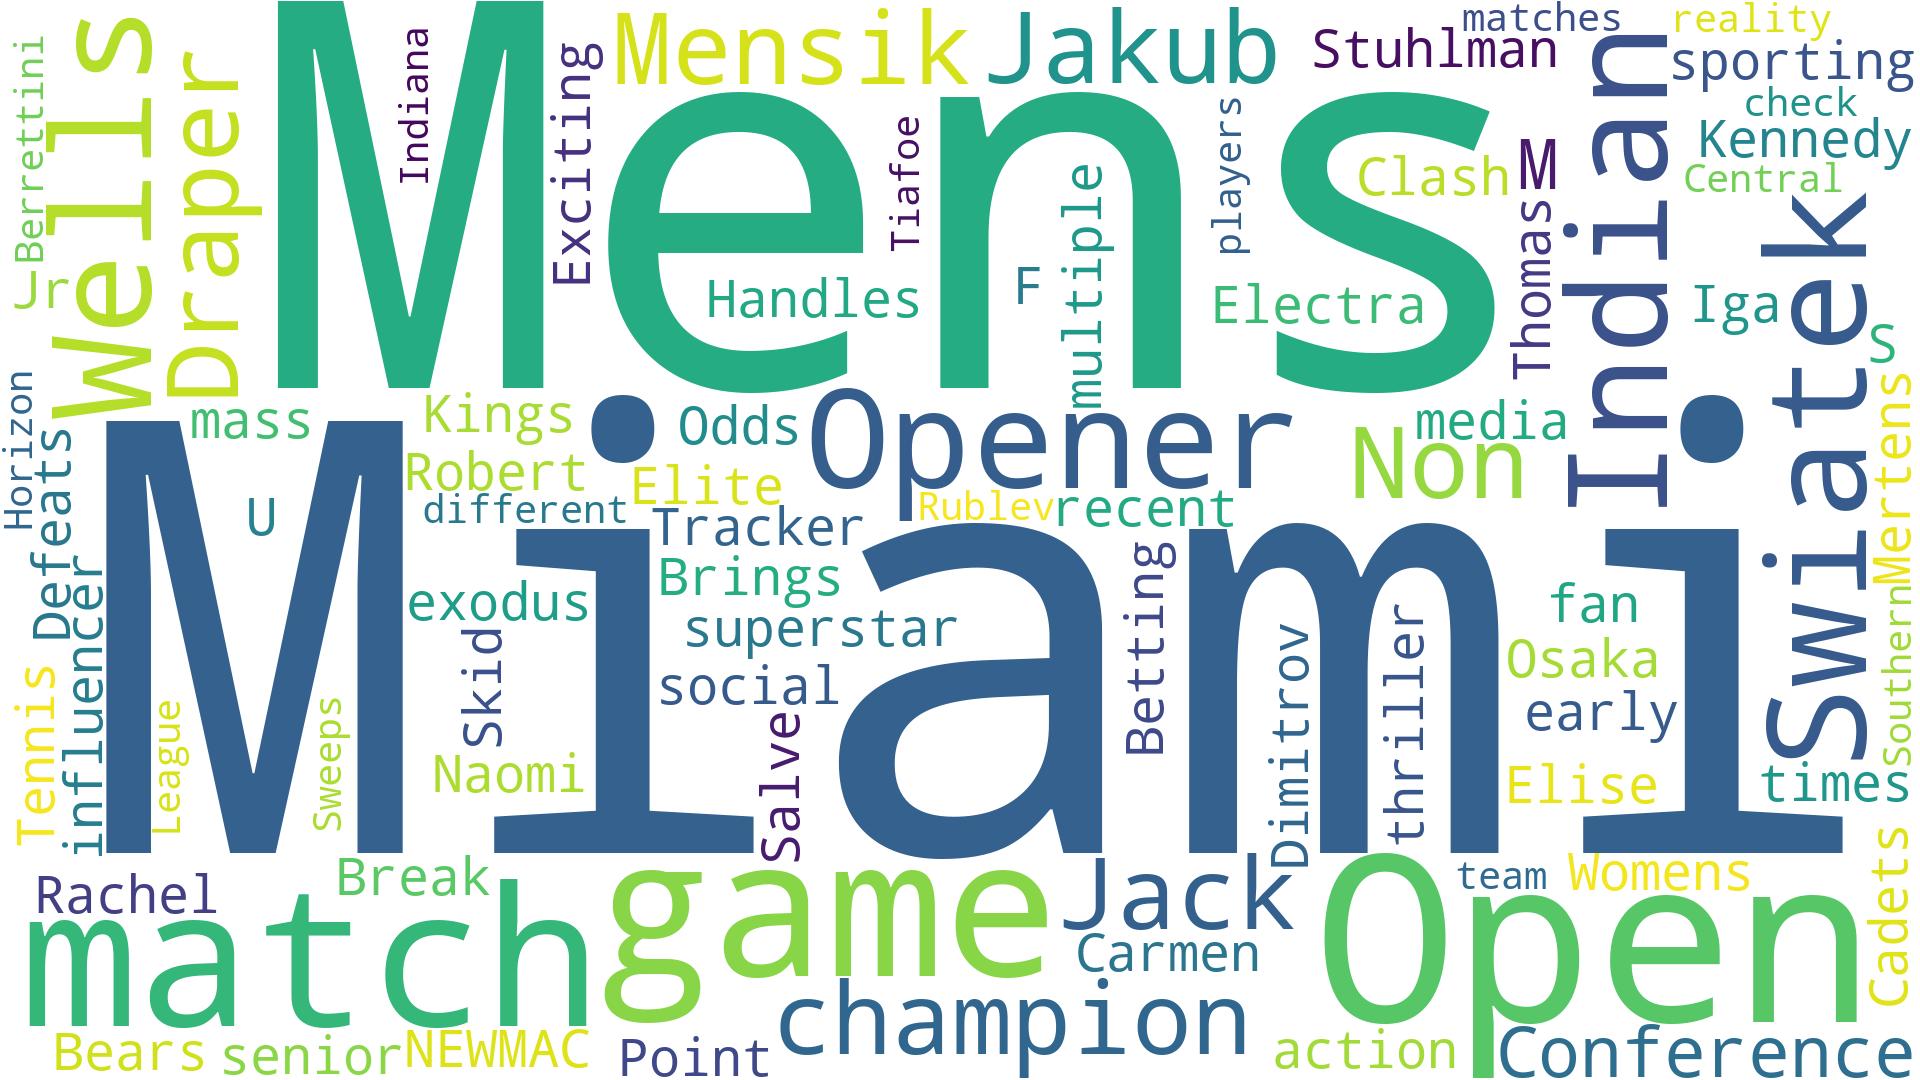 Mens
Miami
Open
match
game
Opener
Swiatek
Indian
Wells
Draper
Mensik
Jakub
champion
Jack
Non
Conference
Stuhlman
matches
reality
sporting
check
Kennedy
Central
Clash
M
Thomas
Iga
S
Mertens
Southern
Berrettini
Jr
Indiana
Exciting
Tiafoe
players
multiple
F
Handles
Electra
Horizon
Defeats
influencer
Tennis
mass
Kings
Robert
different
U
Odds
Elite
Tracker
Rublev
recent
media
exodus
Brings
superstar
social
Skid
Naomi
Salve
League
Sweeps
Betting
Dimitrov
thriller
fan
Osaka
early
Elise
times
Rachel
Break
Carmen
team
Womens
Cadets
Bears
senior
NEWMAC
Point
action